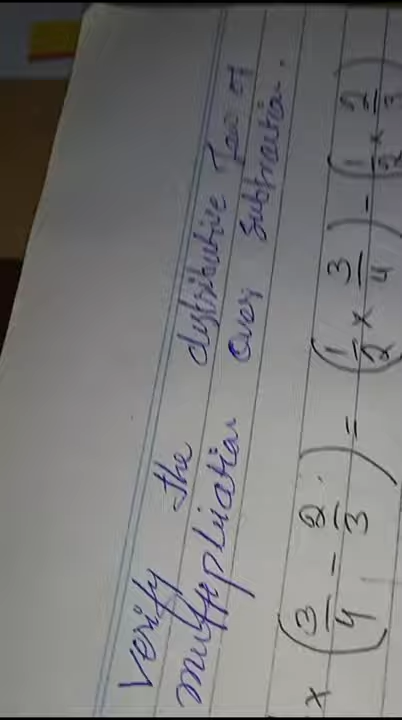 Verify the distributive Law of
multiplication over subtraction.
× (3/4 - 2/3) = (1/2 × 3/4) - (1/2 × 2/3)